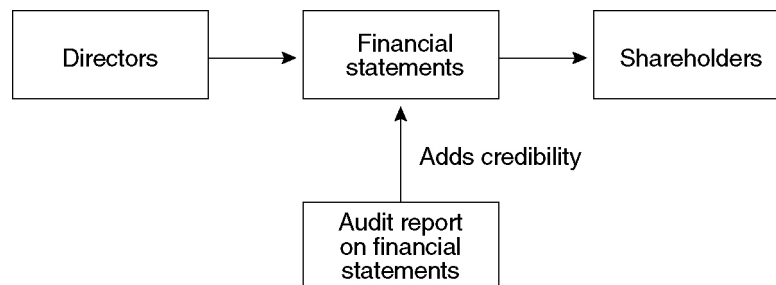 Directors
Financial
statements
Shareholders
Adds credibility
Audit report
on financial
statements